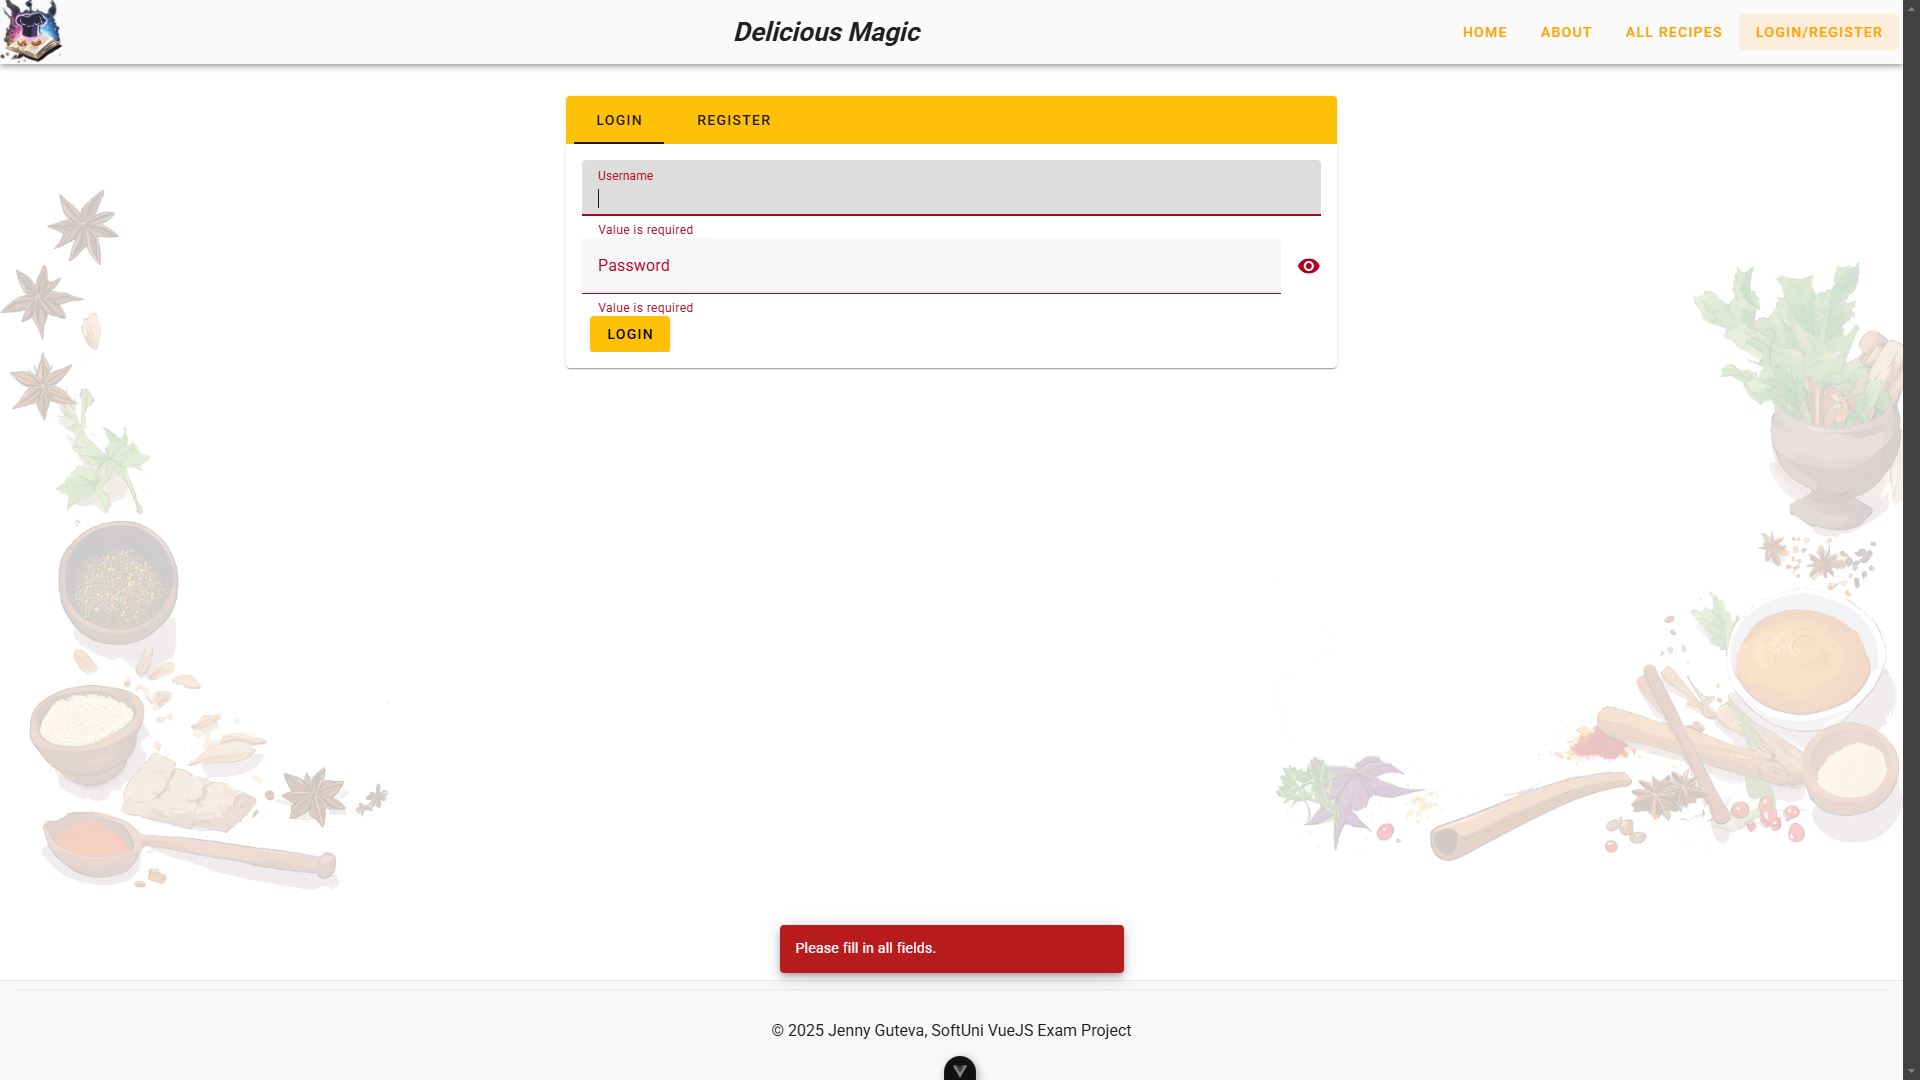 Delicious Magic
HOME
ABOUT
ALL RECIPES
LOGIN/REGISTER
LOGIN
REGISTER
Username
Value is required
Password
Value is required
LOGIN
Please fill in all fields.
© 2025 Jenny Guteva, SoftUni VueJS Exam Project